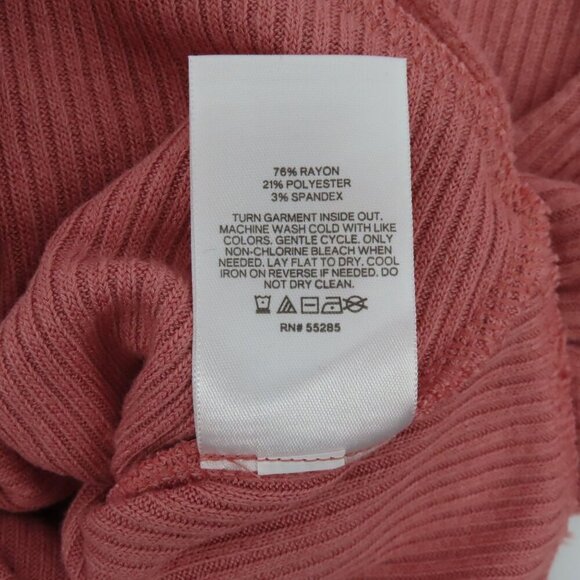 76% RAYON
21% POLYESTER
3% SPANDEX
TURN GARMENT INSIDE OUT.
MACHINE WASH COLD WITH LIKE
COLORS. GENTLE CYCLE. ONLY
NON-CHLORINE BLEACH WHEN
NEEDED. LAY FLAT TO DRY. COOL
IRON ON REVERSE IF NEEDED. DO
NOT DRY CLEAN.
RN# 55285